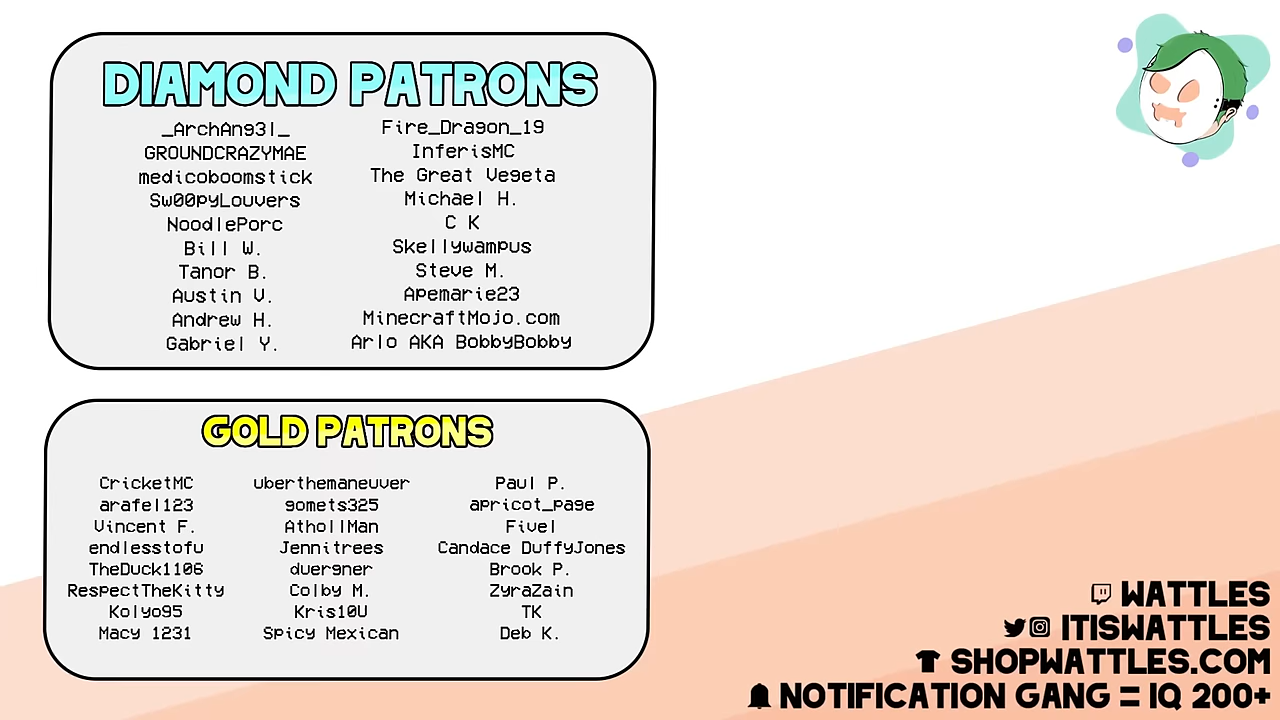 DIAMOND PATRONS
_ArchAng3l_
GROUNDCRAZYMAE
medicoboomstick
Sw00pyLouvers
NoodlePorc
Bill W.
Tanor B.
Austin V.
Andrew H.
Gabriel Y.
Fire_Dragon_19
InferisMC
The Great Vegeta
Michael H.
C K
Skellywampus
Steve M.
Apemarie23
MinecraftMojo.com
Arlo AKA BobbyBobby
GOLD PATRONS
CricketMC
arafel123
Vincent F.
endlesstofu
TheDuck1106
RespectTheKitty
Kolyo95
Macy 1231
uberthemaneuver
gomets325
AthollMan
Jennitrees
duergner
Colby M.
Kris10U
Spicy Mexican
Paul P.
apricot_page
Fivel
Candace DuffyJones
Brook P.
ZyraZain
TK
Deb K.
WATTLES
ITISWATTLES
SHOPWATTLES.COM
NOTIFICATION GANG = IQ 200+